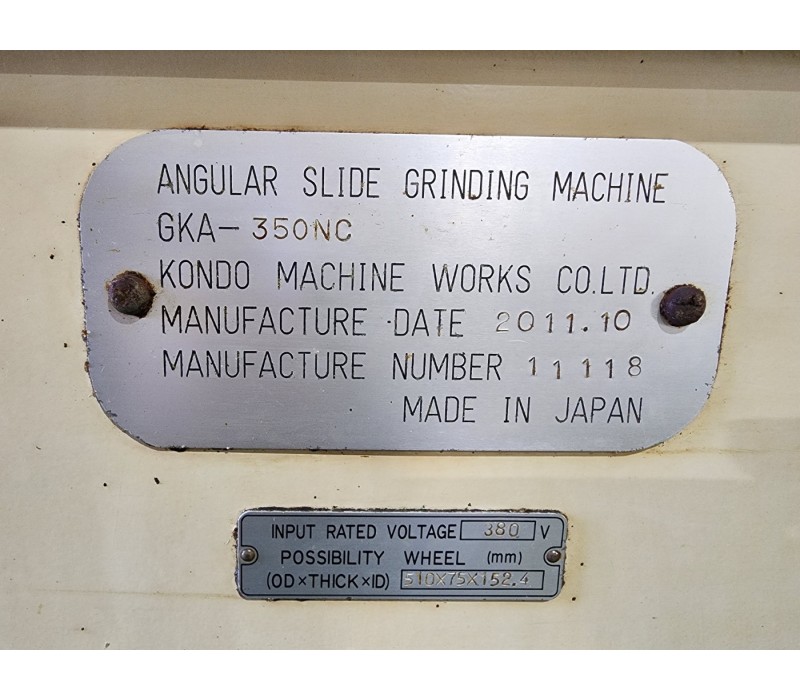 ANGULAR SLIDE GRINDING MACHINE
GKA-350NC
KONDO MACHINE WORKS CO.LTD.
MANUFACTURE DATE 2011.10
MANUFACTURE NUMBER 11118
MADE IN JAPAN
INPUT RATED VOLTAGE 380 V
POSSIBILITY WHEEL (mm)
(OD×THICK×ID) 510X75X152.4